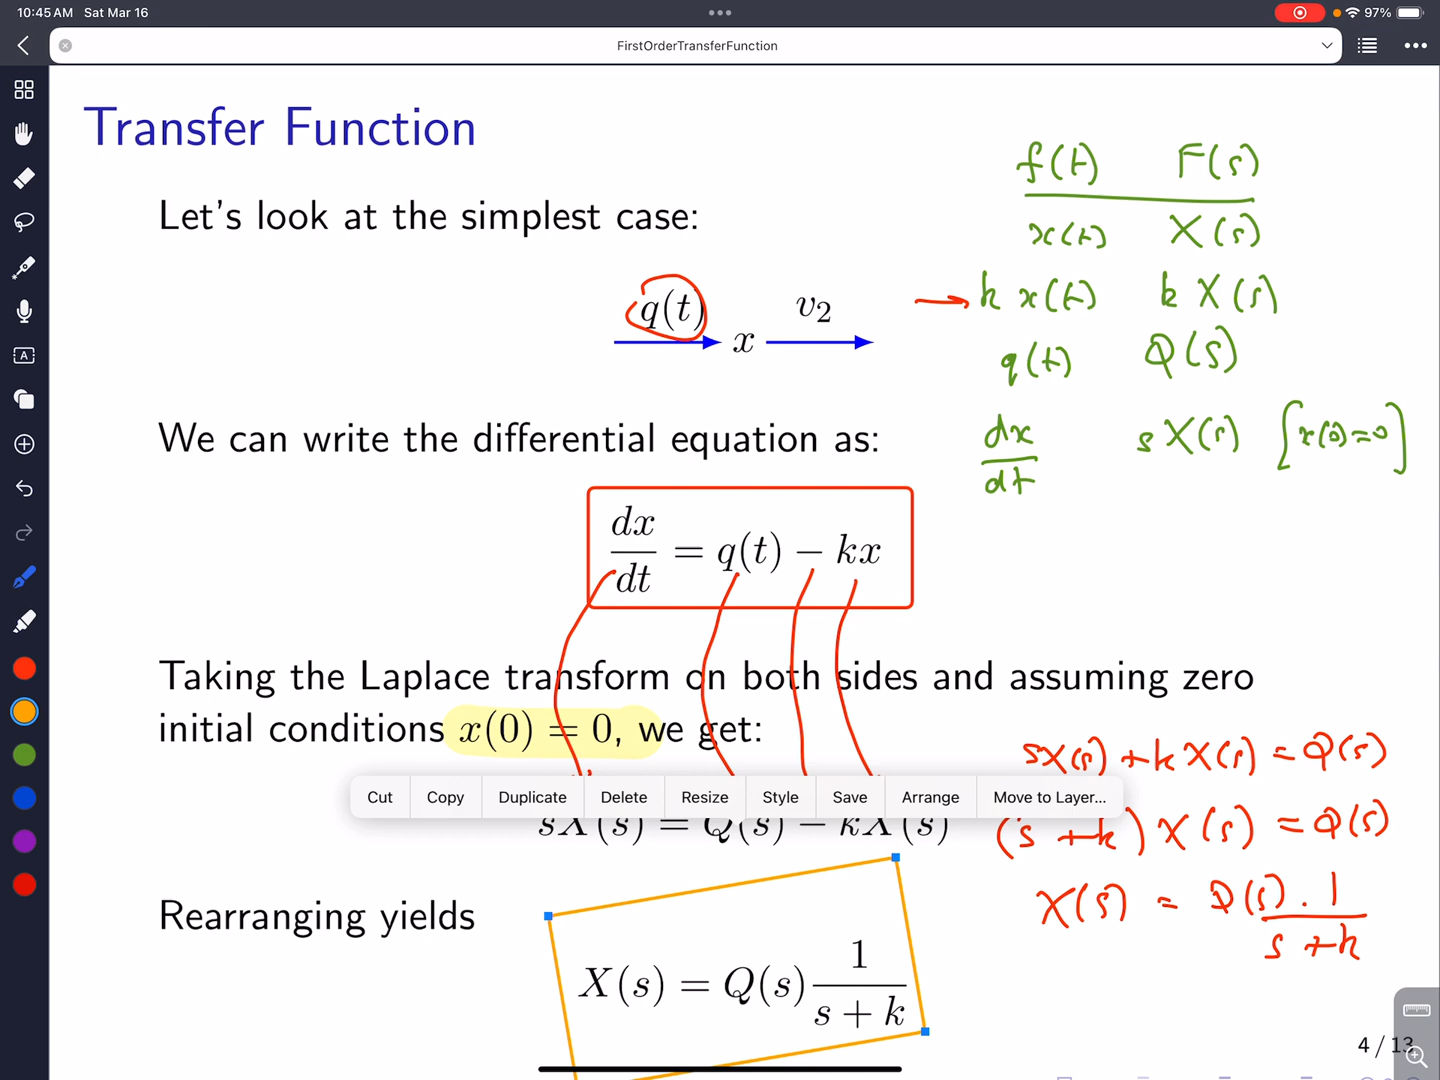 10:45 AM Sat Mar 16
97%
FirstOrderTransferFunction
Transfer Function
Let's look at the simplest case:
q(t) x v₂
We can write the differential equation as:
dx/dt = q(t) − kx
Taking the Laplace transform on both sides and assuming zero
initial conditions x(0) = 0, we get:
Cut Copy Duplicate Delete Resize Style Save Arrange Move to Layer...
sX(s) = Q(s) − kX(s)
Rearranging yields
X(s) = Q(s) 1/(s + k)
f(t) F(s)
x(t) X(s)
→ k x(t) k X(s)
q(t) Q(s)
dx/dt s X(s) [x(0)=0]
sX(s) + k X(s) = Q(s)
(s + k) X(s) = Q(s)
X(s) = Q(s) . 1/(s + k)
4 / 13